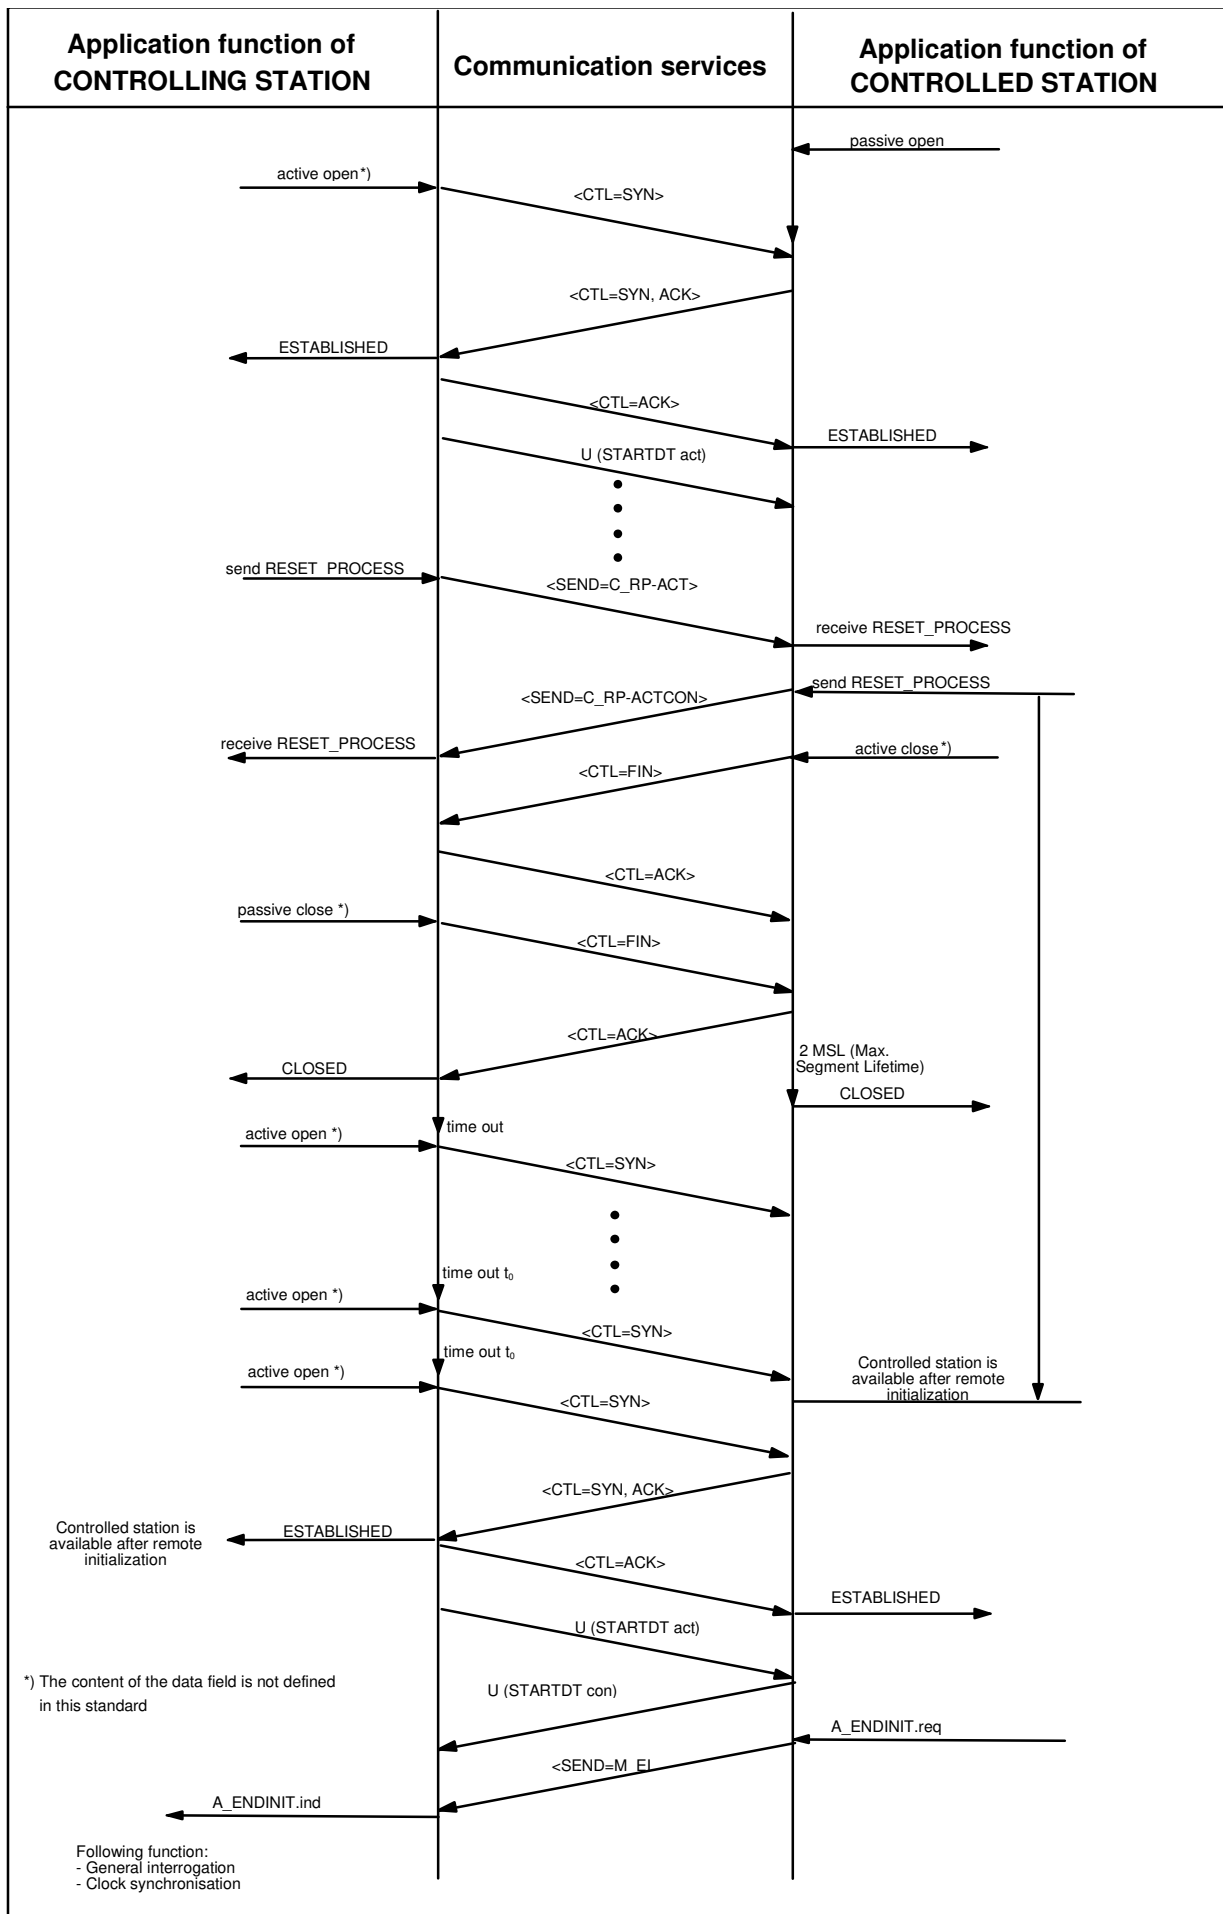 Application function of
CONTROLLING STATION
Communication services
Application function of
CONTROLLED STATION
passive open
active open*)
<CTL=SYN>
<CTL=SYN, ACK>
ESTABLISHED
<CTL=ACK>
ESTABLISHED
U (STARTDT act)
send RESET_PROCESS
<SEND=C_RP-ACT>
receive RESET_PROCESS
send RESET_PROCESS
<SEND=C_RP-ACTCON>
receive RESET_PROCESS
active close*)
<CTL=FIN>
<CTL=ACK>
passive close *)
<CTL=FIN>
<CTL=ACK>
2 MSL (Max.
Segment Lifetime)
CLOSED
CLOSED
time out
active open *)
<CTL=SYN>
time out t₀
active open *)
<CTL=SYN>
time out t₀
active open *)
Controlled station is
available after remote
initialization
<CTL=SYN>
<CTL=SYN, ACK>
Controlled station is
available after remote
initialization
ESTABLISHED
<CTL=ACK>
ESTABLISHED
U (STARTDT act)
*) The content of the data field is not defined
in this standard
U (STARTDT con)
A_ENDINIT.req
<SEND=M_EI
A_ENDINIT.ind
Following function:
- General interrogation
- Clock synchronisation